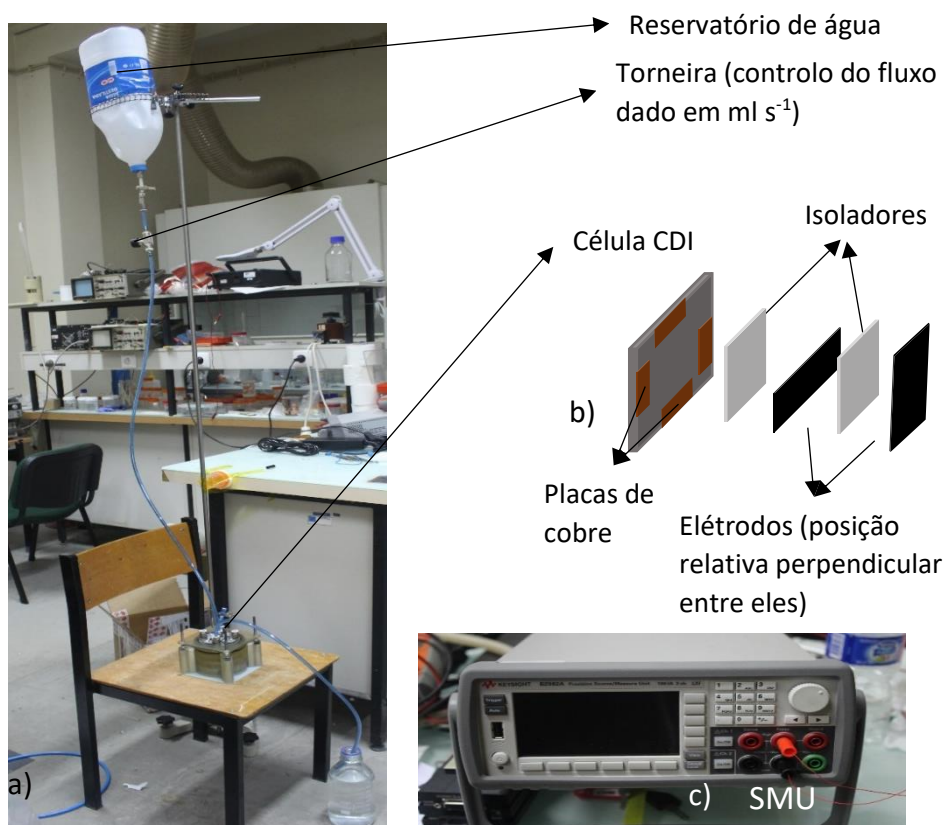 Reservatório de água
Torneira (controlo do fluxo
dado em ml s⁻¹)
Célula CDI
Isoladores
b)
Placas de
cobre
Elétrodos (posição
relativa perpendicular
entre eles)
a)
KEYSIGHT
c) SMU